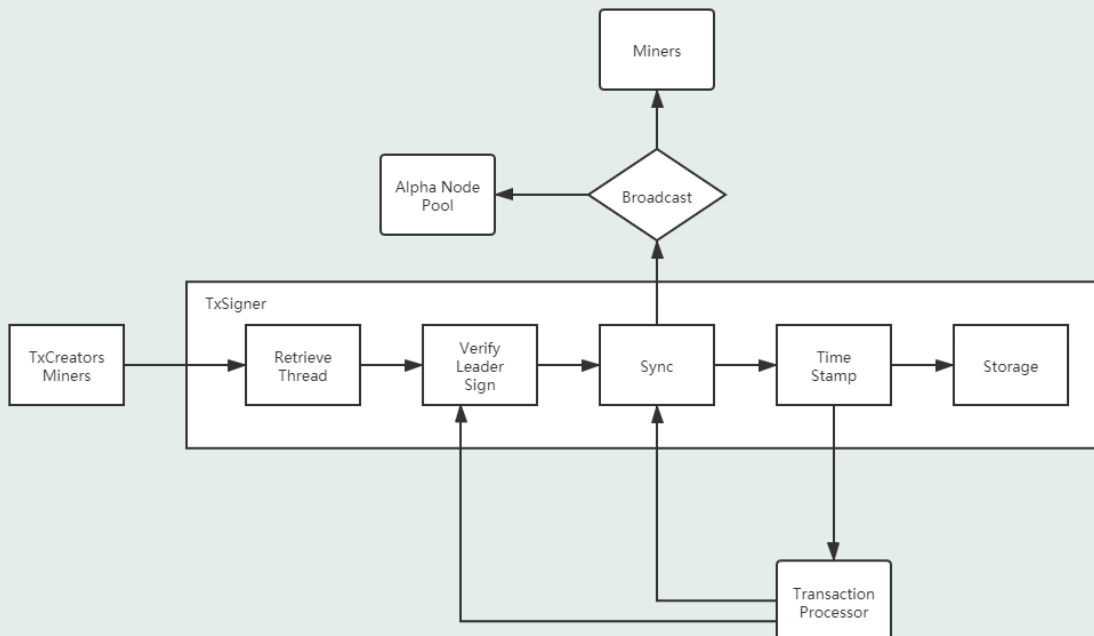 Miners
Alpha Node
Pool
Broadcast
TxSigner
TxCreators
Miners
Retrieve
Thread
Verify
Leader
Sign
Sync
Time
Stamp
Storage
Transaction
Processor